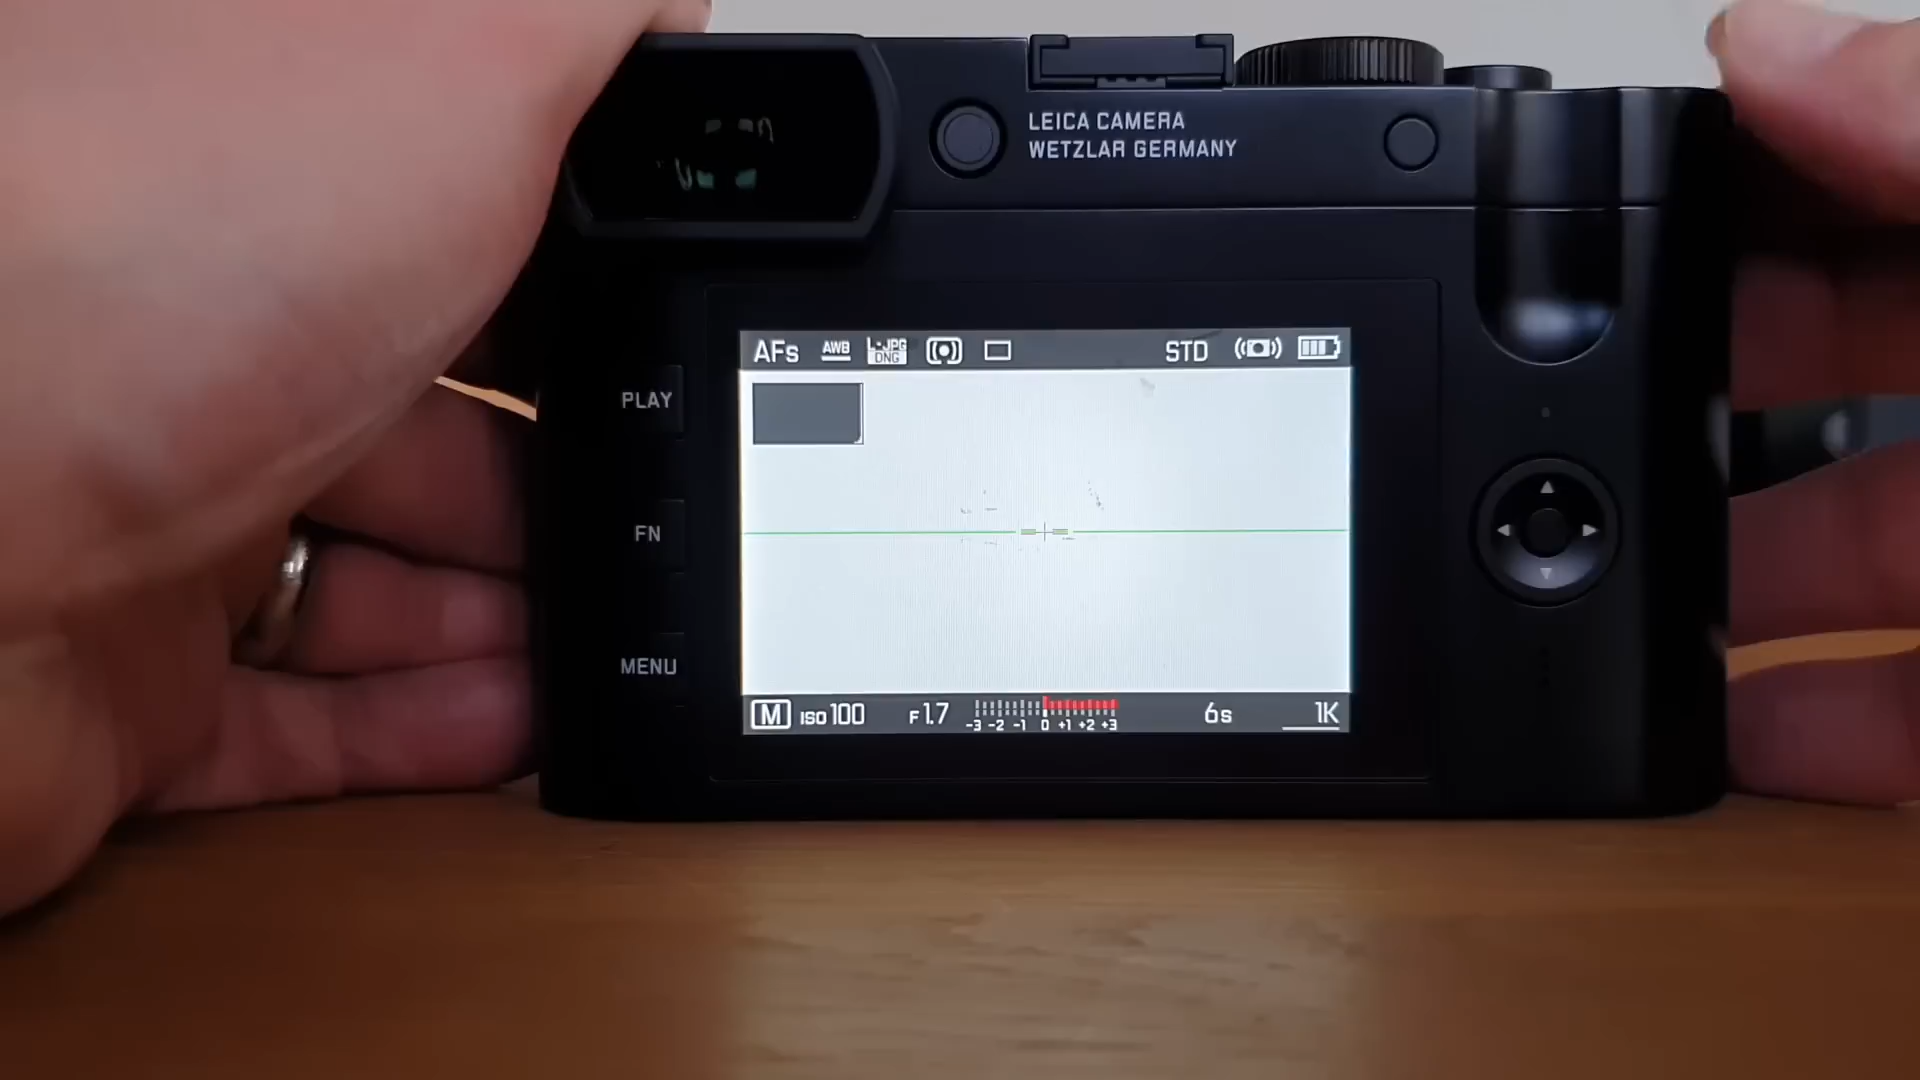 LEICA CAMERA
WETZLAR GERMANY
PLAY
FN
MENU
AFs AWB L-JPG DNG STD
M ISO 100 F 1.7 -3 -2 -1 0 +1 +2 +3 6s 1K